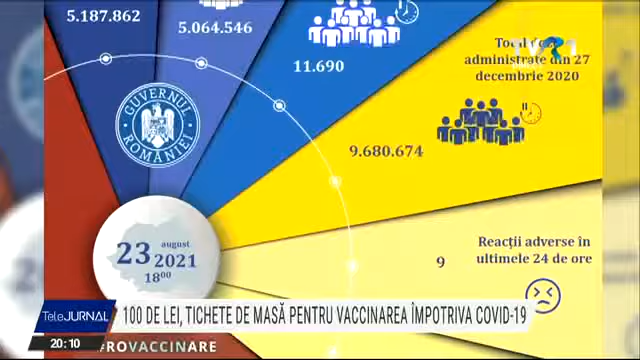 5.187.862
5.064.546
11.690
TVR1
Total doze
administrate din 27
decembrie 2020
9.680.674
GUVERNUL
ROMÂNIEI
23 august
2021
18⁰⁰
Reacții adverse în
ultimele 24 de ore
9
TeleJURNAL
100 DE LEI, TICHETE DE MASĂ PENTRU VACCINAREA ÎMPOTRIVA COVID-19
20:10
#ROVACCINARE